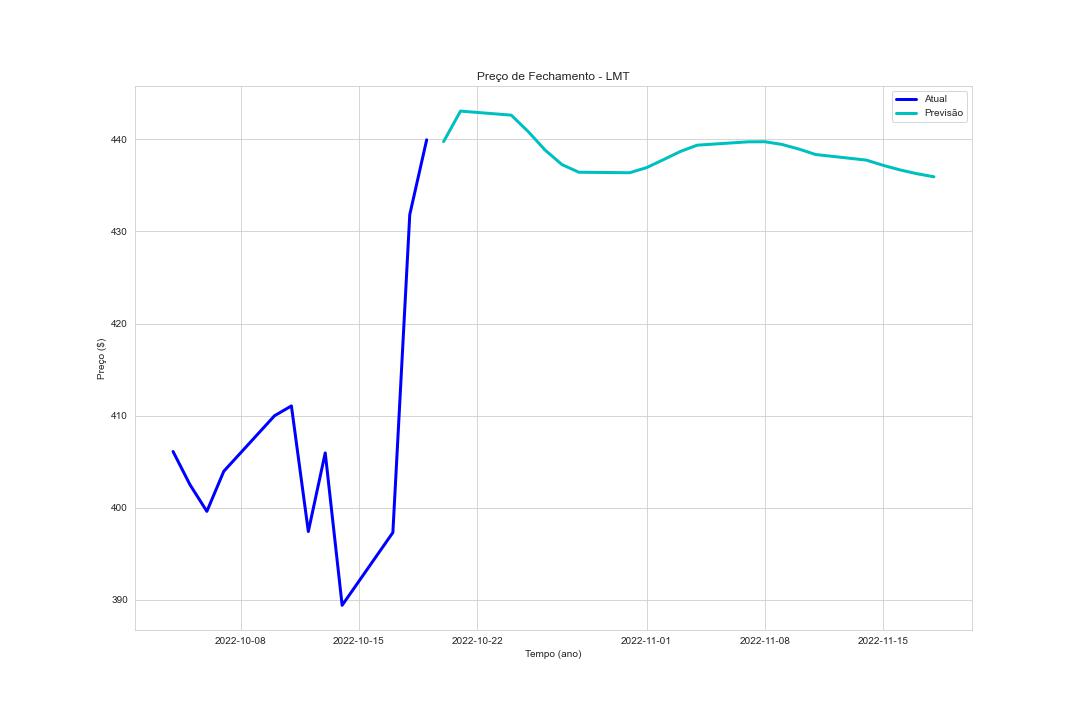 Preço de Fechamento - LMT
Atual
Previsão
440
430
420
410
400
390
Preço ($)
2022-10-08
2022-10-15
2022-10-22
2022-11-01
2022-11-08
2022-11-15
Tempo (ano)